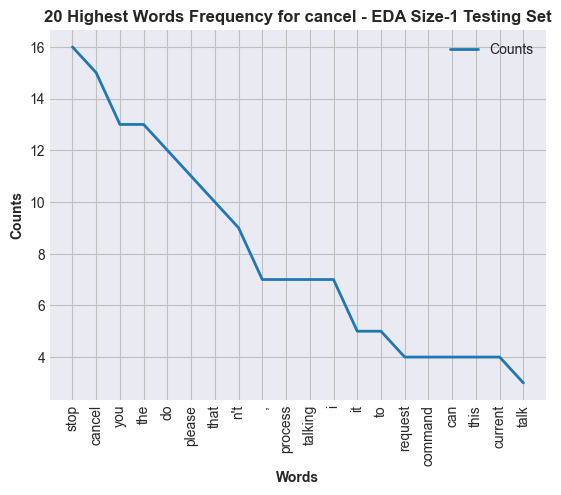 20 Highest Words Frequency for cancel - EDA Size-1 Testing Set
Counts
16
14
12
10
8
6
4
Counts
stop
cancel
you
the
do
please
that
n't
,
process
talking
i
it
to
request
command
can
this
current
talk
Words